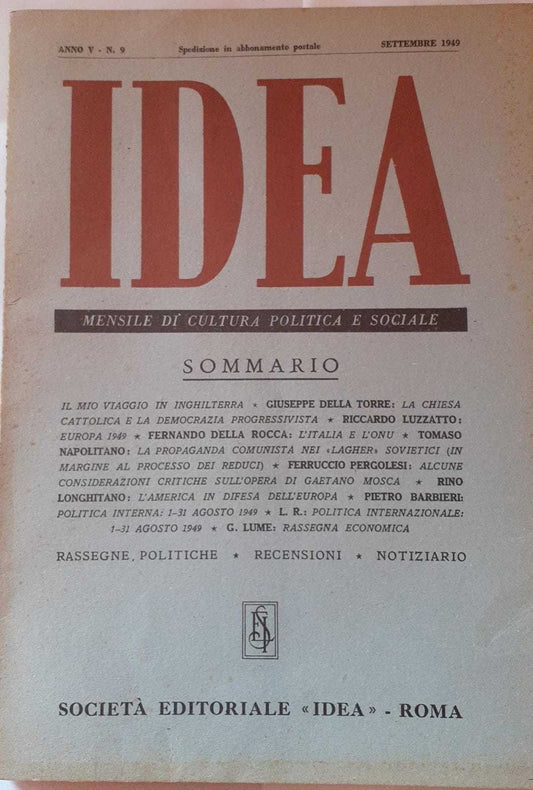 ANNO V - N. 9 Spedizione in abbonamento postale SETTEMBRE 1949
IDEA
MENSILE DI CULTURA POLITICA E SOCIALE
SOMMARIO
IL MIO VIAGGIO IN INGHILTERRA ★ GIUSEPPE DELLA TORRE: LA CHIESA
CATTOLICA E LA DEMOCRAZIA PROGRESSIVISTA ★ RICCARDO LUZZATTO:
EUROPA 1949 ★ FERNANDO DELLA ROCCA: L'ITALIA E L'ONU ★ TOMASO
NAPOLITANO: LA PROPAGANDA COMUNISTA NEI «LAGHER» SOVIETICI (IN
MARGINE AL PROCESSO DEI REDUCI) ★ FERRUCCIO PERGOLESI: ALCUNE
CONSIDERAZIONI CRITICHE SULL'OPERA DI GAETANO MOSCA ★ RINO
LONGHITANO: L'AMERICA IN DIFESA DELL'EUROPA ★ PIETRO BARBIERI:
POLITICA INTERNA: 1-31 AGOSTO 1949 ★ L. R.: POLITICA INTERNAZIONALE:
1-31 AGOSTO 1949 ★ G. LUME: RASSEGNA ECONOMICA
RASSEGNE, POLITICHE ★ RECENSIONI ★ NOTIZIARIO
SOCIETÀ EDITORIALE «IDEA» - ROMA